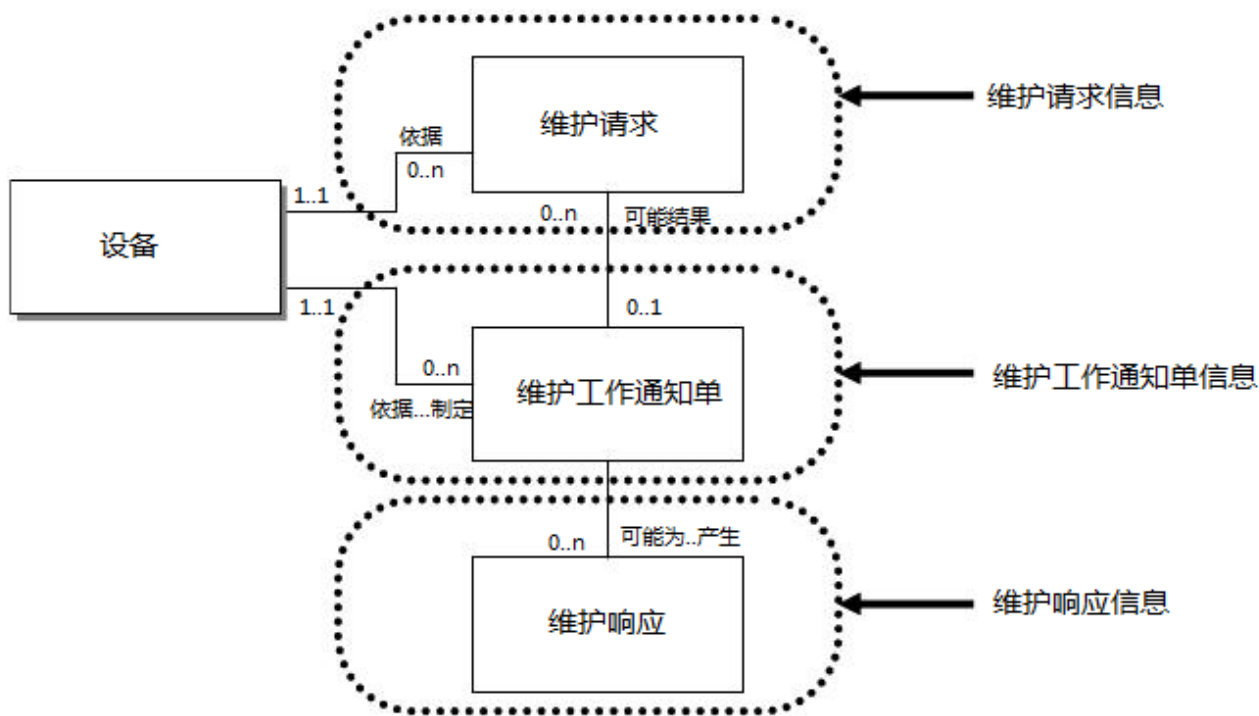 维护请求
维护请求信息
依据
0..n
1..1
设备
0..n
可能结果
1..1
0..1
0..n
维护工作通知单
维护工作通知单信息
依据...制定
0..n
可能为..产生
维护响应
维护响应信息